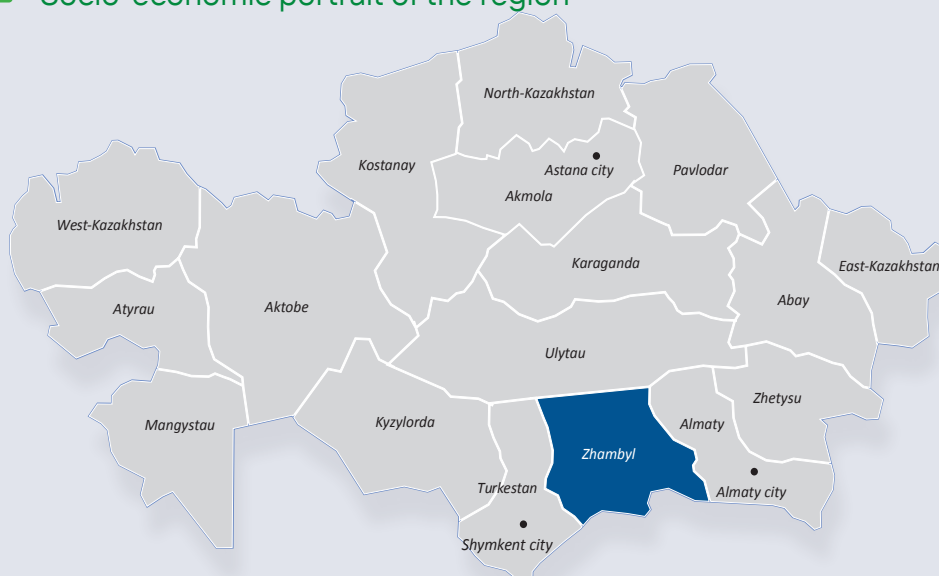 Socio-economic portrait of the region
North-Kazakhstan
Kostanay
Astana city
Pavlodar
Akmola
West-Kazakhstan
Karaganda
East-Kazakhstan
Atyrau
Aktobe
Abay
Ulytau
Zhetysu
Mangystau
Kyzylorda
Almaty
Zhambyl
Turkestan
Almaty city
Shymkent city